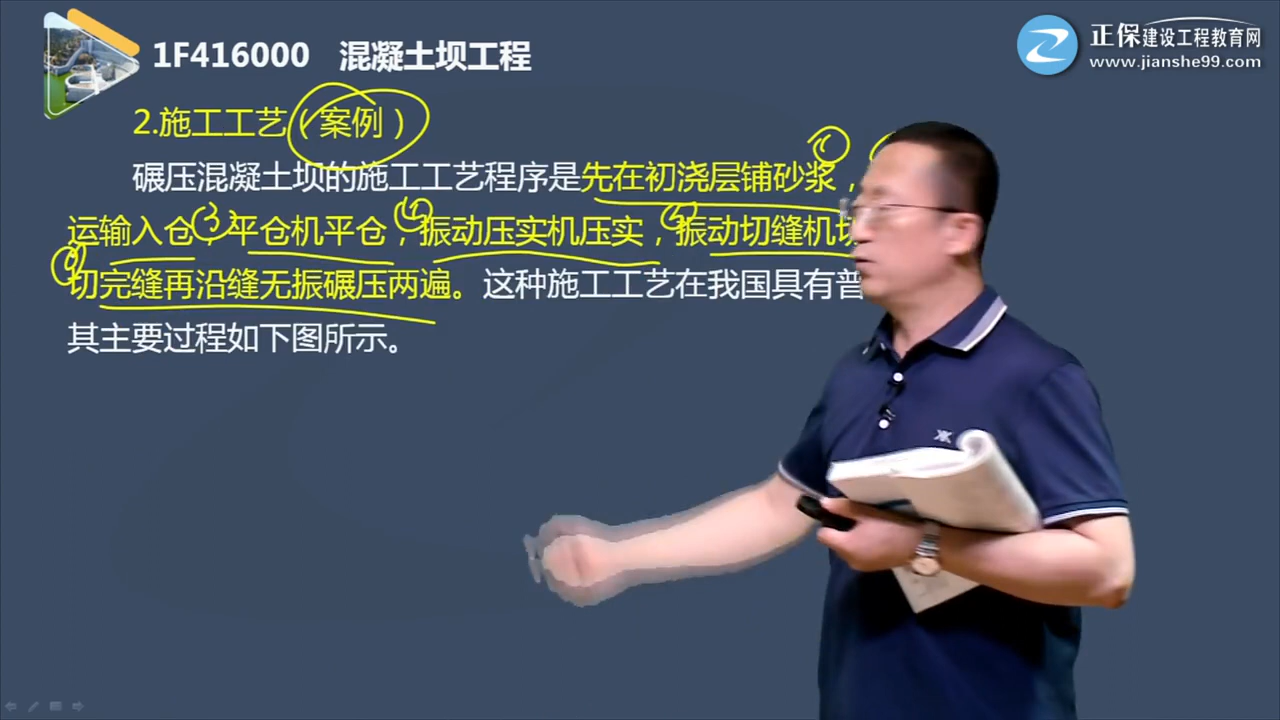 1F416000 混凝土坝工程
正保建设工程教育网
www.jianshe99.com
2.施工工艺(案例)
碾压混凝土坝的施工工艺程序是先在初浇层铺砂浆，
运输入仓，平仓机平仓，振动压实机压实，振动切缝机切
切完缝再沿缝无振碾压两遍。这种施工工艺在我国具有普
其主要过程如下图所示。